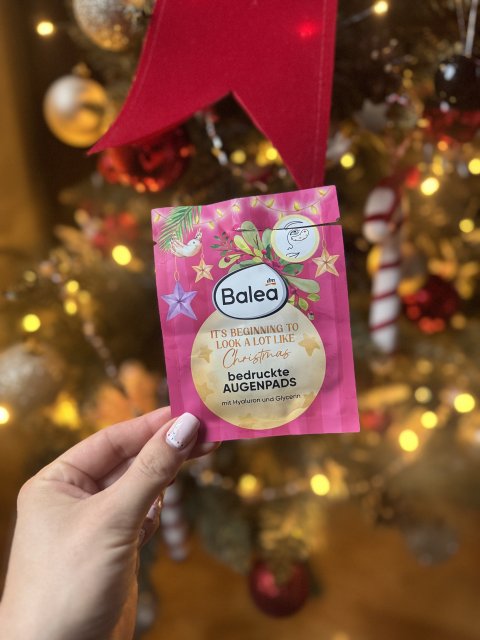 dm
Balea
IT'S BEGINNING TO
LOOK A LOT LIKE
Christmas
bedruckte
AUGENPADS
mit Hyaluron und Glycerin